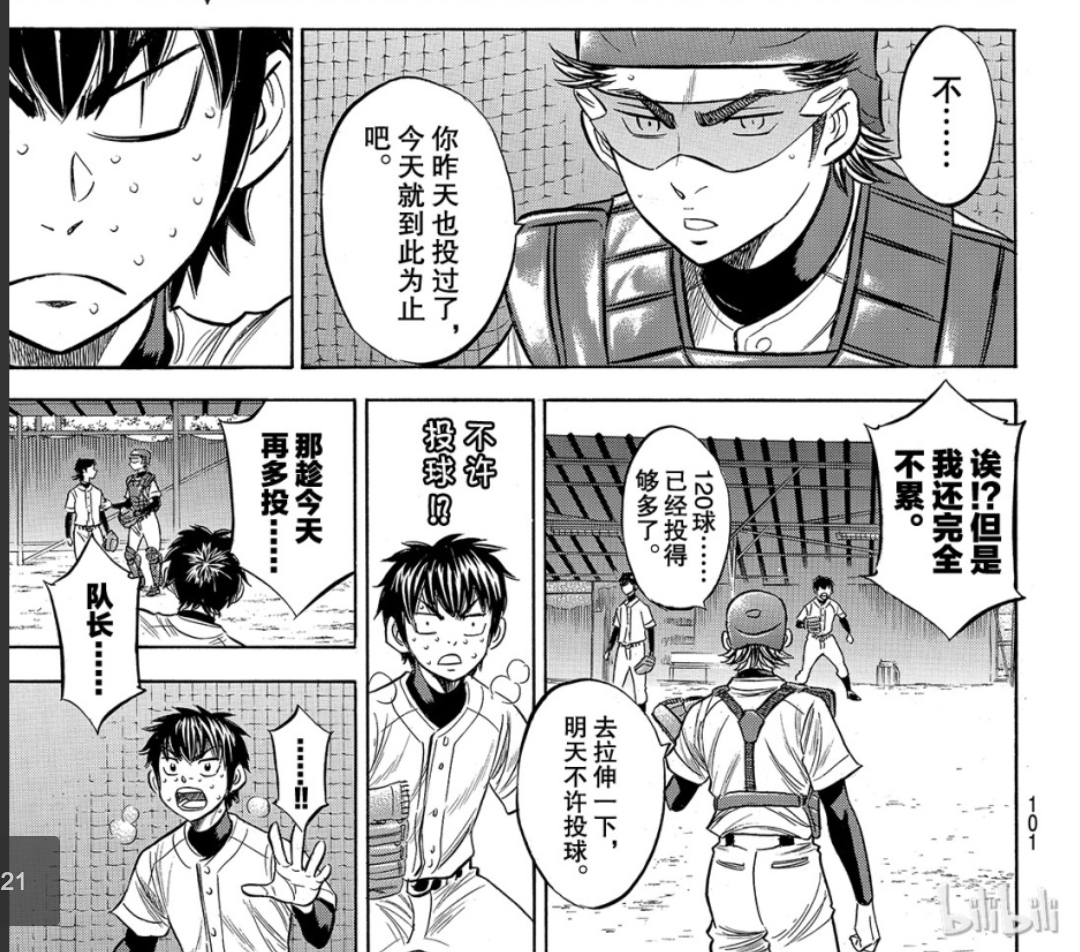 不……
你昨天也投过了，
今天就到此为止
吧。
诶!?但是
我还完全
不累。
120球……
已经投得
够多了。
去拉伸一下，
明天不许投球。
不许
投球!?
那趁今天
再多投……
队长……
……!!
101
21
bilibili